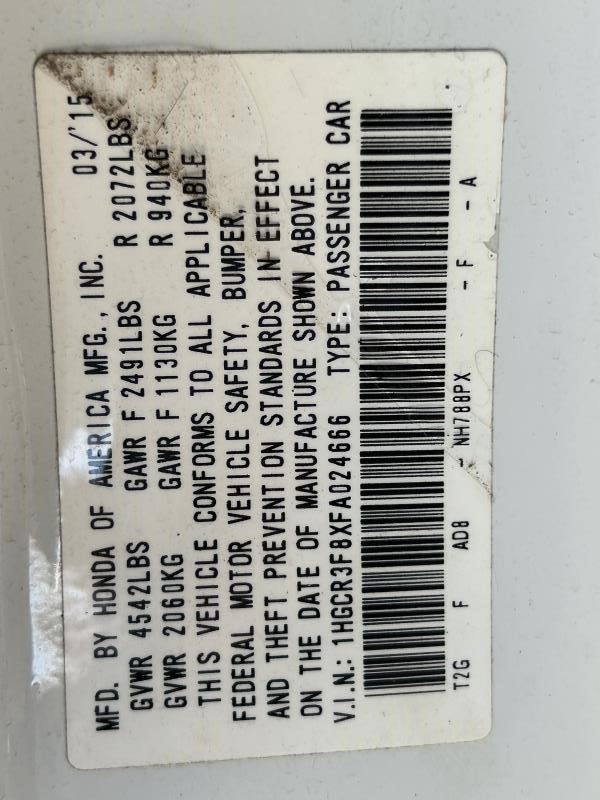 MFD. BY HONDA OF AMERICA MFG., INC. 03/'15
GVWR 4542LBS GAWR F 2491LBS R 2072LBS
GVWR 2060KG GAWR F 1130KG R 940KG
THIS VEHICLE CONFORMS TO ALL APPLICABLE
FEDERAL MOTOR VEHICLE SAFETY, BUMPER,
AND THEFT PREVENTION STANDARDS IN EFFECT
ON THE DATE OF MANUFACTURE SHOWN ABOVE.
V.I.N.: 1HGCR3F8XFA024666 TYPE: PASSENGER CAR
T2G F AD8 - NH788PX - F - A